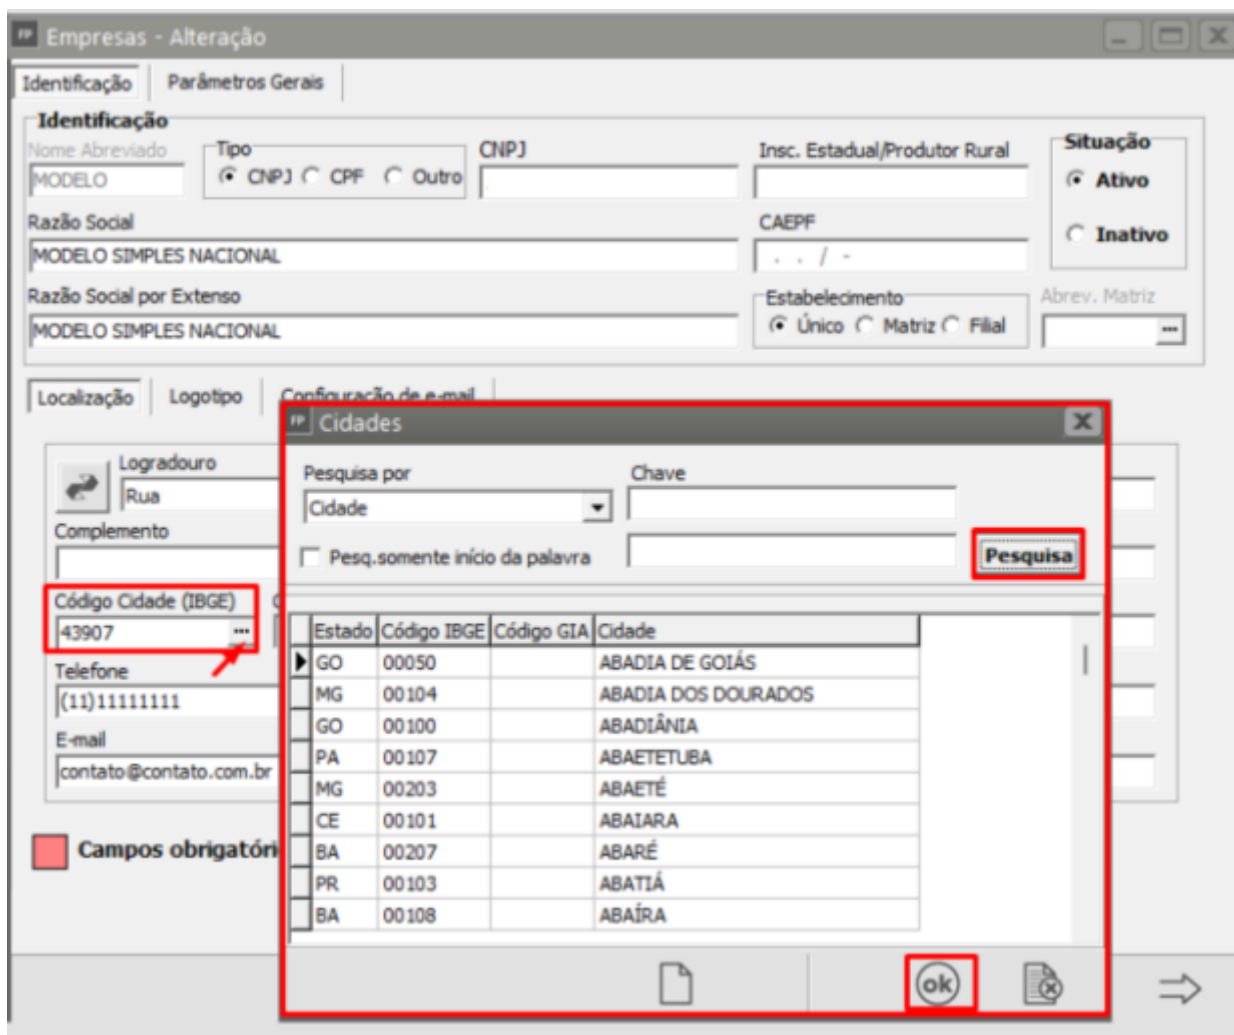 FP Empresas - Alteração
Identificação Parâmetros Gerais
Identificação
Nome Abreviado Tipo CNPJ Insc. Estadual/Produtor Rural Situação
MODELO CNPJ CPF Outro Ativo
Razão Social CAEPF Inativo
MODELO SIMPLES NACIONAL . . / -
Razão Social por Extenso Estabelecimento Abrev. Matriz
MODELO SIMPLES NACIONAL Único Matriz Filial ...
Localização Logotipo Configuração de e-mail
FP Cidades
Logradouro Pesquisa por Chave
Rua Cidade
Complemento Pesq.somente início da palavra Pesquisa
Código Cidade (IBGE)
43907 ...
Telefone
(11)11111111
E-mail
contato@contato.com.br
Estado Código IBGE Código GIA Cidade
GO 00050 ABADIA DE GOIÁS
MG 00104 ABADIA DOS DOURADOS
GO 00100 ABADIÂNIA
PA 00107 ABAETETUBA
MG 00203 ABAETÉ
CE 00101 ABAIARA
BA 00207 ABARÉ
PR 00103 ABATIÁ
BA 00108 ABAÍRA
Campos obrigatóri
ok